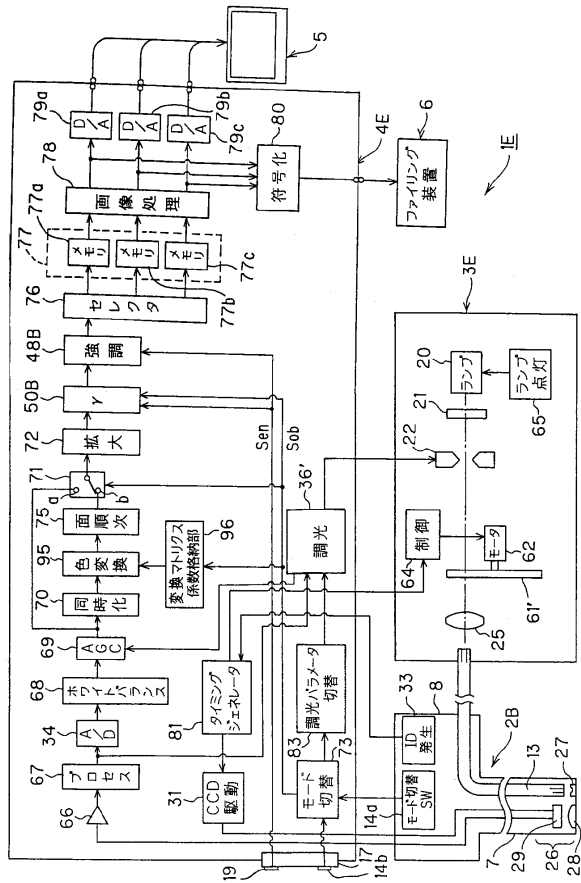 66
67
プロセス
34
A/D
68
ホワイトバランス
69
AGC
70
同時化
95
色変換
75
面順次
71
a
b
72
拡大
50B
γ
48B
強調
76
セレクタ
77
77a
メモリ
メモリ
メモリ
77b
77c
78
画像処理
79a
D/A
D/A
D/A
79b
79c
5
80
符号化
4E
6
ファイリング装置
1E
96
変換マトリクス係数格納部
Sen
Sob
36'
調光
81
タイミングジェネレータ
31
CCD駆動
83
調光パラメータ切替
73
モード切替
19
17
14b
14a
モード切替SW
33
ID発生
8
2B
13
7
29
26
28
27
3E
20
ランプ
21
22
65
ランプ点灯
64
制御
モータ
62
61'
25